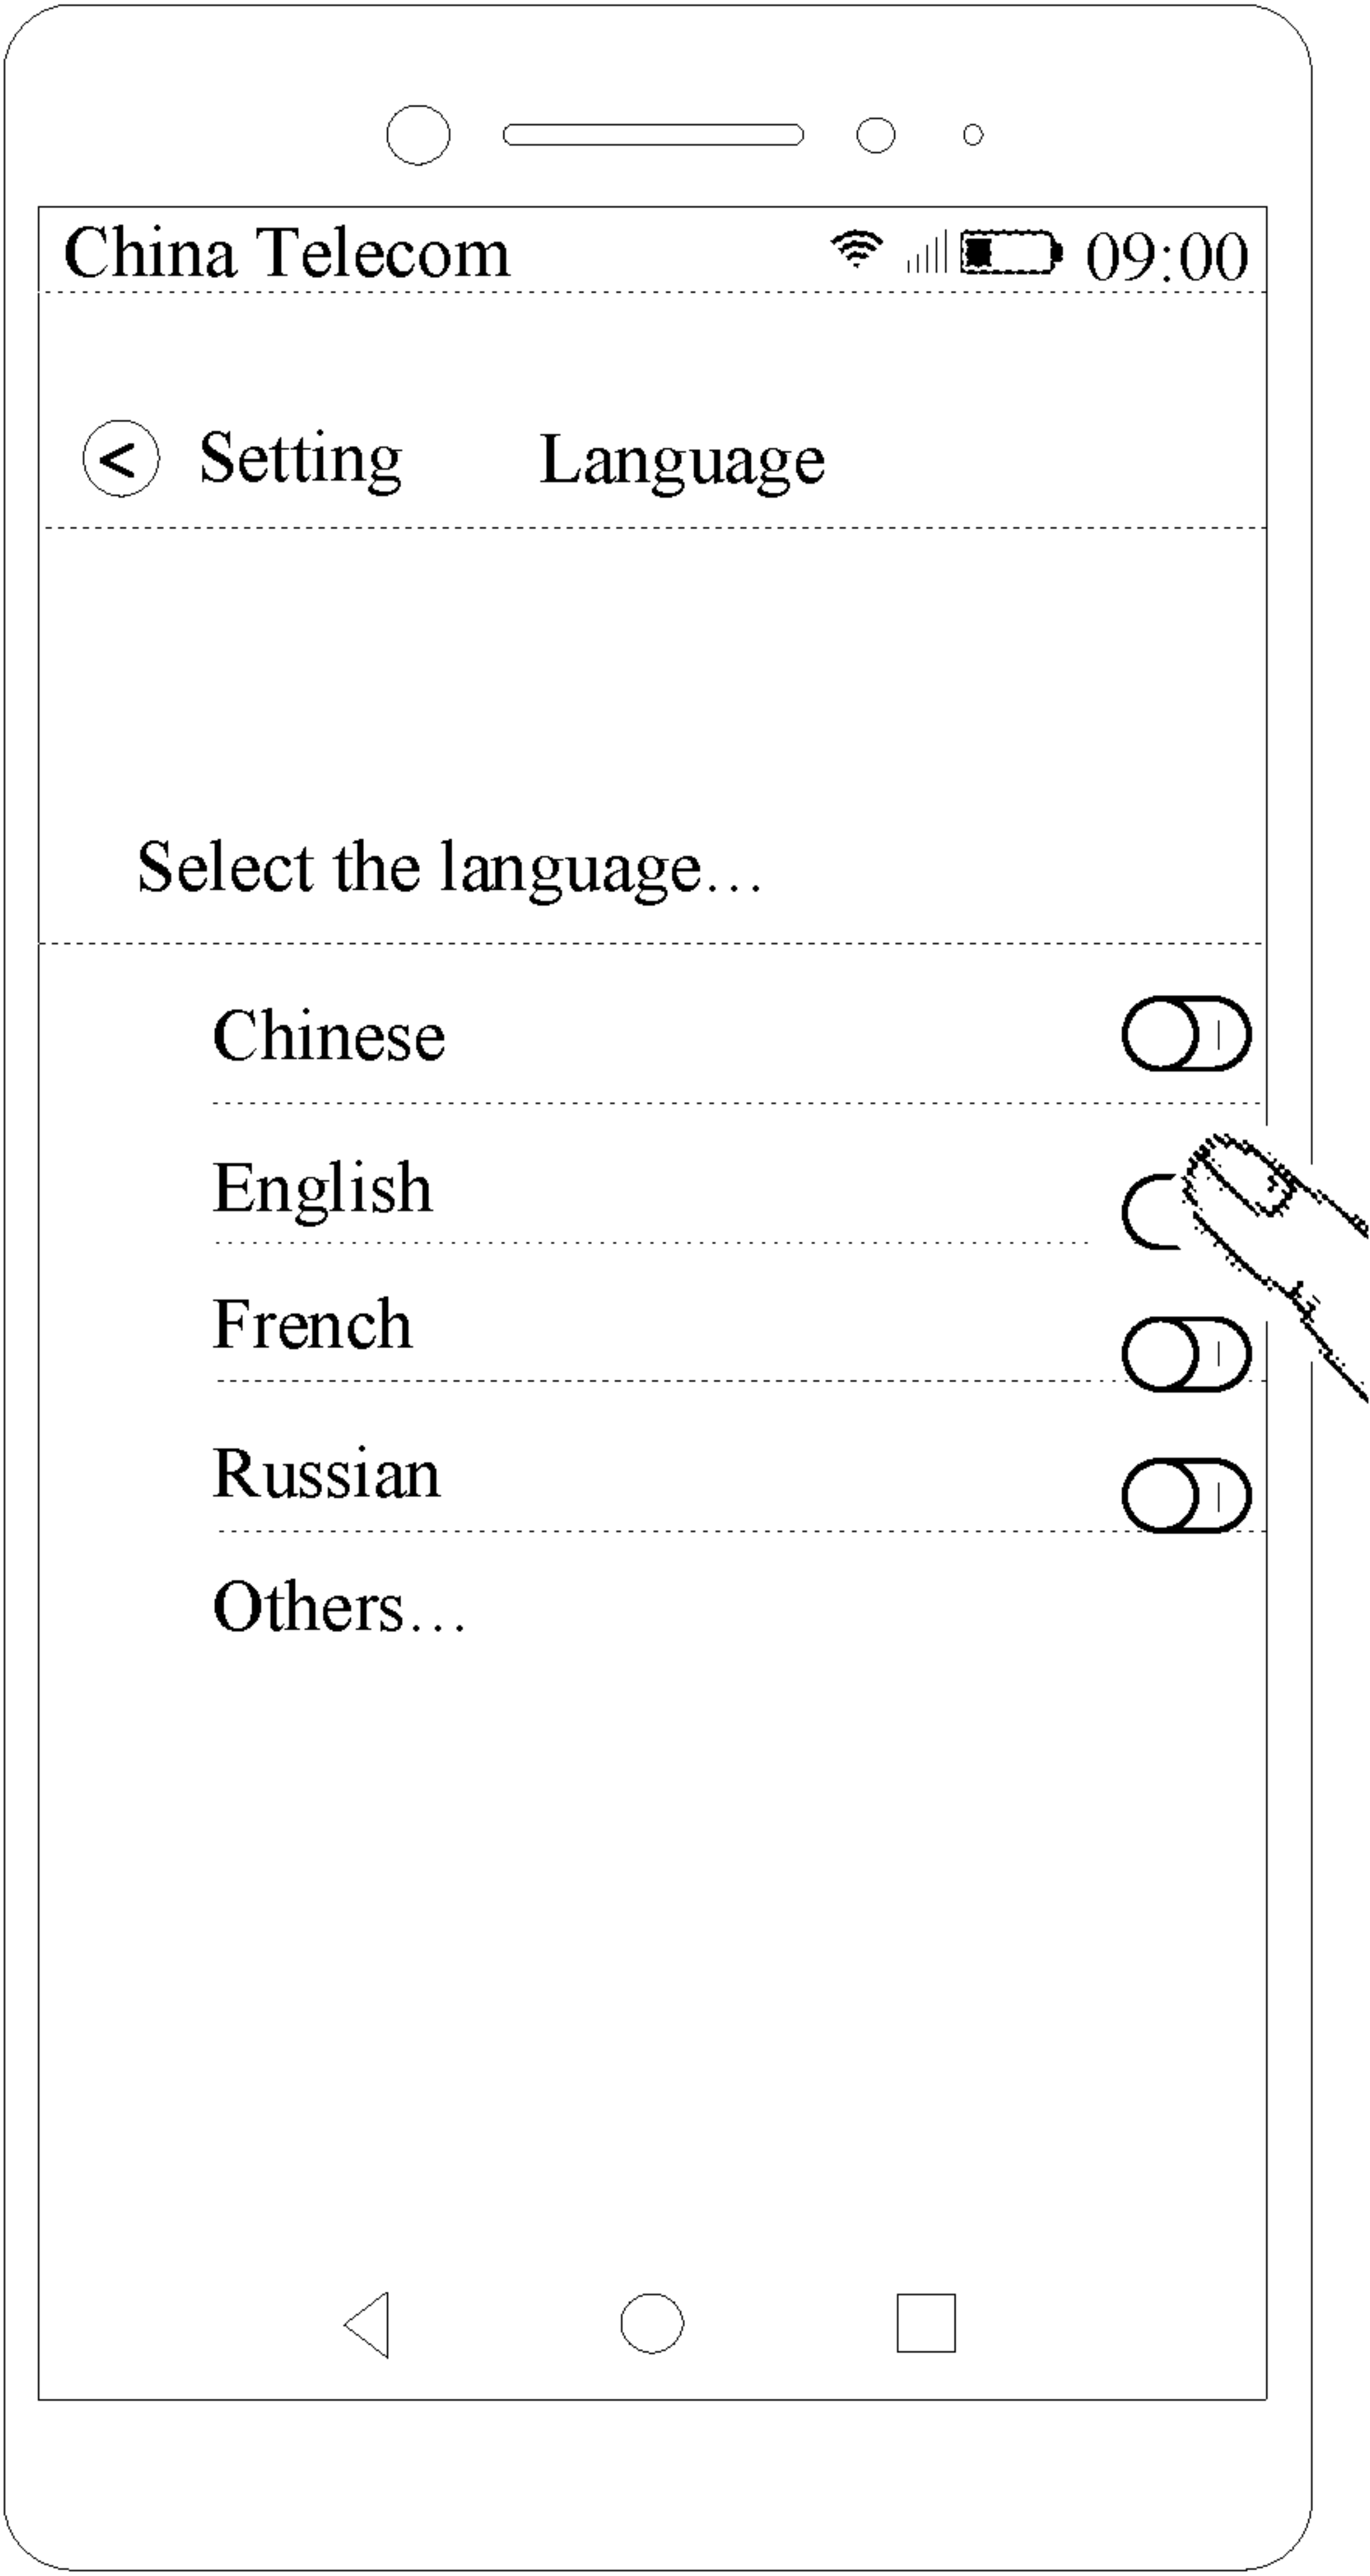 China Telecom 09:00
< Setting Language
Select the language…
Chinese
English
French
Russian
Others…